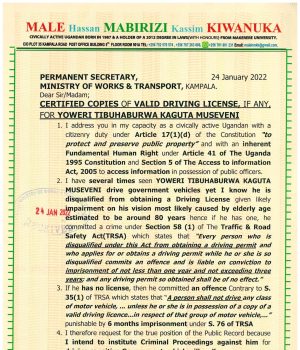 MALE Hassan MABIRIZI Kassim KIWANUKA
CIVICALLY ACTIVE UGANDAN BORN IN 1987 & A HOLDER OF A 2012 DEGREE IN LAWS(WITH HONOURS) FROM MAKERERE UNIVERSITY.
PERMANENT SECRETARY, 24 January 2022
MINISTRY OF WORKS & TRANSPORT, KAMPALA.
Dear Sir/Madam;
CERTIFIED COPIES OF VALID DRIVING LICENSE, IF ANY,
FOR YOWERI TIBUHABURWA KAGUTA MUSEVENI
1. I address you in my capacity as a civically active Ugandan with a
citizenry duty under Article 17(1)(d) of the Constitution "to
protect and preserve public property" and with an inherent
Fundamental Human Right under Article 41 of The Uganda
1995 Constitution and Section 5 of The Access to information
Act, 2005 to access information in possession of public officers.
2. I have several times seen YOWERI TIBUHABURWA KAGUTA
MUSEVENI drive government vehicles yet I know he is
disqualified from obtaining a Driving License given likely
impairment on his vision most likely caused by elderly age
estimated to be around 80 years hence if he has one, he
committed a crime under Section 58 (1) of The Traffic & Road
Safety Act(TRSA) which states that "Every person who is
disqualified under this Act from obtaining a driving permit and
who applies for or obtains a driving permit while he or she is so
disqualified commits an offence and is liable on conviction to
imprisonment of not less than one year and not exceeding three
years; and any driving permit so obtained shall be of no effect."
3. If he has no license, then he committed an offence Contrary to S.
35(1) of TRSA which states that "A person shall not drive any class
of motor vehicle, ... unless he or she is in possession of a copy of a
valid driving licence...in respect of that group of motor vehicle,..."
punishable by 6 months imprisonment under S. 76 of TRSA
4. I therefore request for the true position of the Public Record because
I intend to institute Criminal Proceedings against him for
24 JAN 2022